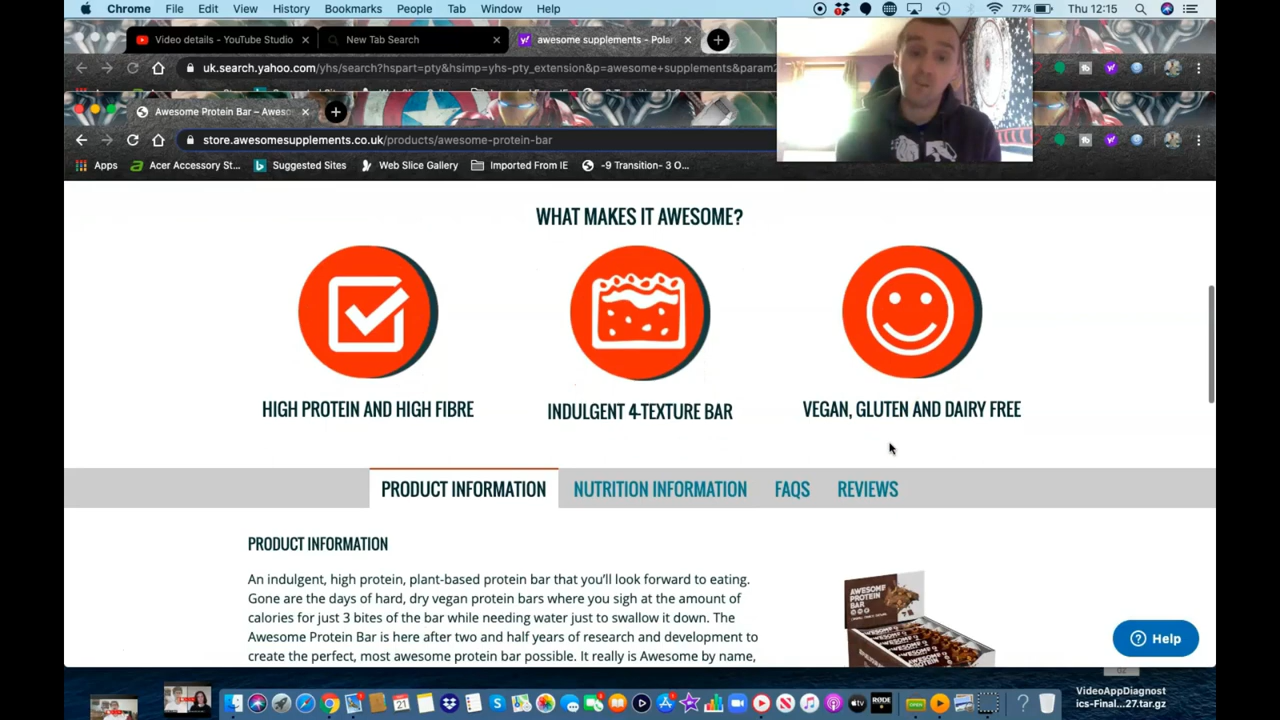 Chrome File Edit View History Bookmarks People Tab Window Help 77% Thu 12:15
Video details - YouTube Studio New Tab Search awesome supplements - Pola
uk.search.yahoo.com/yhs/search?hspart=pty&hsimp=yhs-pty_extension&p=awesome+supplements&param2
Awesome Protein Bar – Aweso
store.awesomesupplements.co.uk/products/awesome-protein-bar
Apps Acer Accessory St... Suggested Sites Web Slice Gallery Imported From IE -9 Transition- 3 O...
WHAT MAKES IT AWESOME?
HIGH PROTEIN AND HIGH FIBRE
INDULGENT 4-TEXTURE BAR
VEGAN, GLUTEN AND DAIRY FREE
PRODUCT INFORMATION NUTRITION INFORMATION FAQS REVIEWS
PRODUCT INFORMATION
An indulgent, high protein, plant-based protein bar that you'll look forward to eating.
Gone are the days of hard, dry vegan protein bars where you sigh at the amount of
calories for just 3 bites of the bar while needing water just to swallow it down. The
Awesome Protein Bar is here after two and half years of research and development to
create the perfect, most awesome protein bar possible. It really is Awesome by name,
AWESOME
PROTEIN
BAR
Help
VideoAppDiagnost
ics-Final...27.tar.gz
RØDE
tv